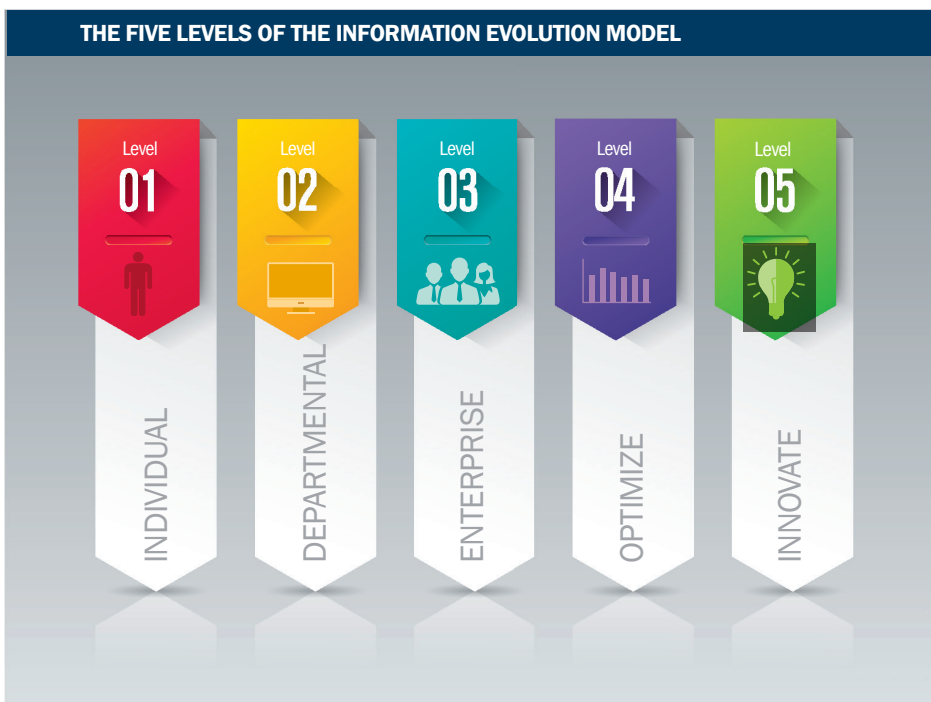 THE FIVE LEVELS OF THE INFORMATION EVOLUTION MODEL
Level
01
INDIVIDUAL
Level
02
DEPARTMENTAL
Level
03
ENTERPRISE
Level
04
OPTIMIZE
Level
05
INNOVATE